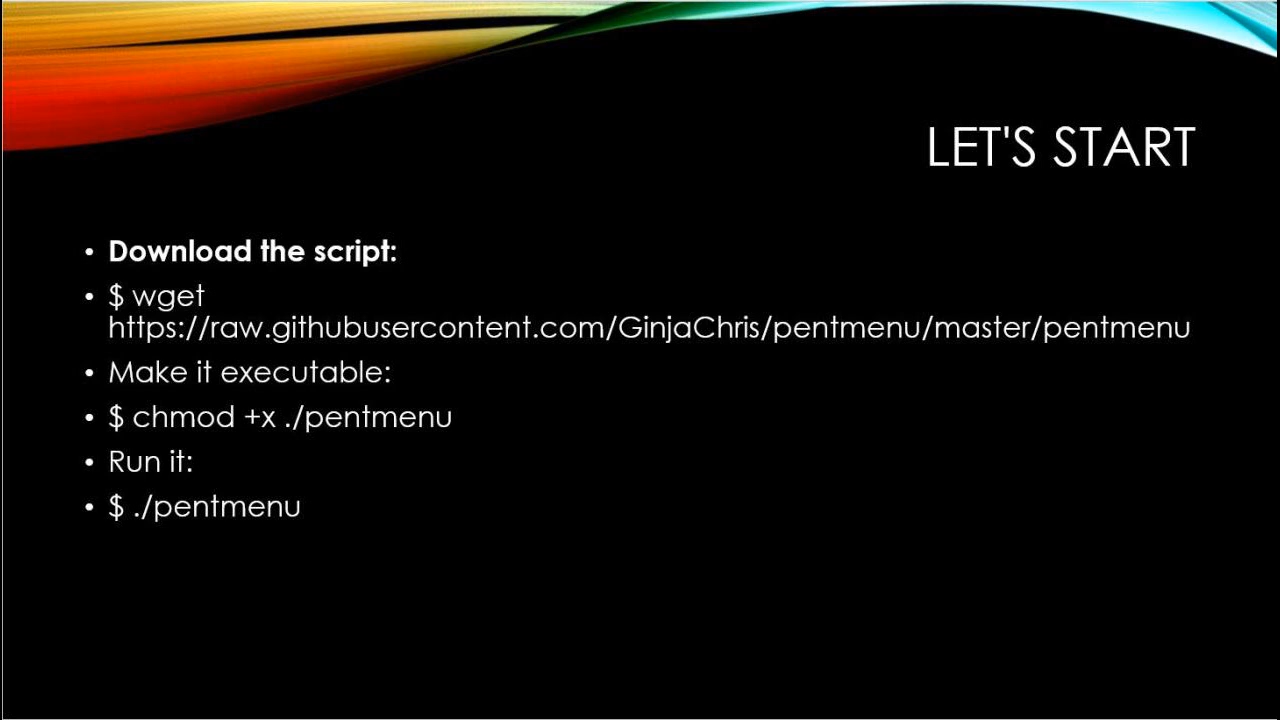 LET'S START
• Download the script:
• $ wget
https://raw.githubusercontent.com/GinjaChris/pentmenu/master/pentmenu
• Make it executable:
• $ chmod +x ./pentmenu
• Run it:
• $ ./pentmenu